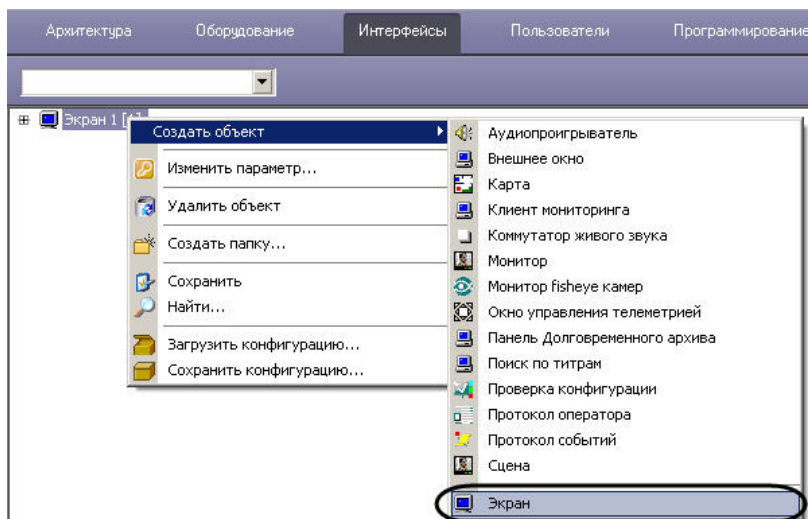 Архитектура
Оборудование
Интерфейсы
Пользователи
Программирование
Экран 1 [1]
Создать объект
Изменить параметр...
Удалить объект
Создать папку...
Сохранить
Найти...
Загрузить конфигурацию...
Сохранить конфигурацию...
Аудиопроигрыватель
Внешнее окно
Карта
Клиент мониторинга
Коммутатор живого звука
Монитор
Монитор fisheye камер
Окно управления телеметрией
Панель Долговременного архива
Поиск по титрам
Проверка конфигурации
Протокол оператора
Протокол событий
Сцена
Экран